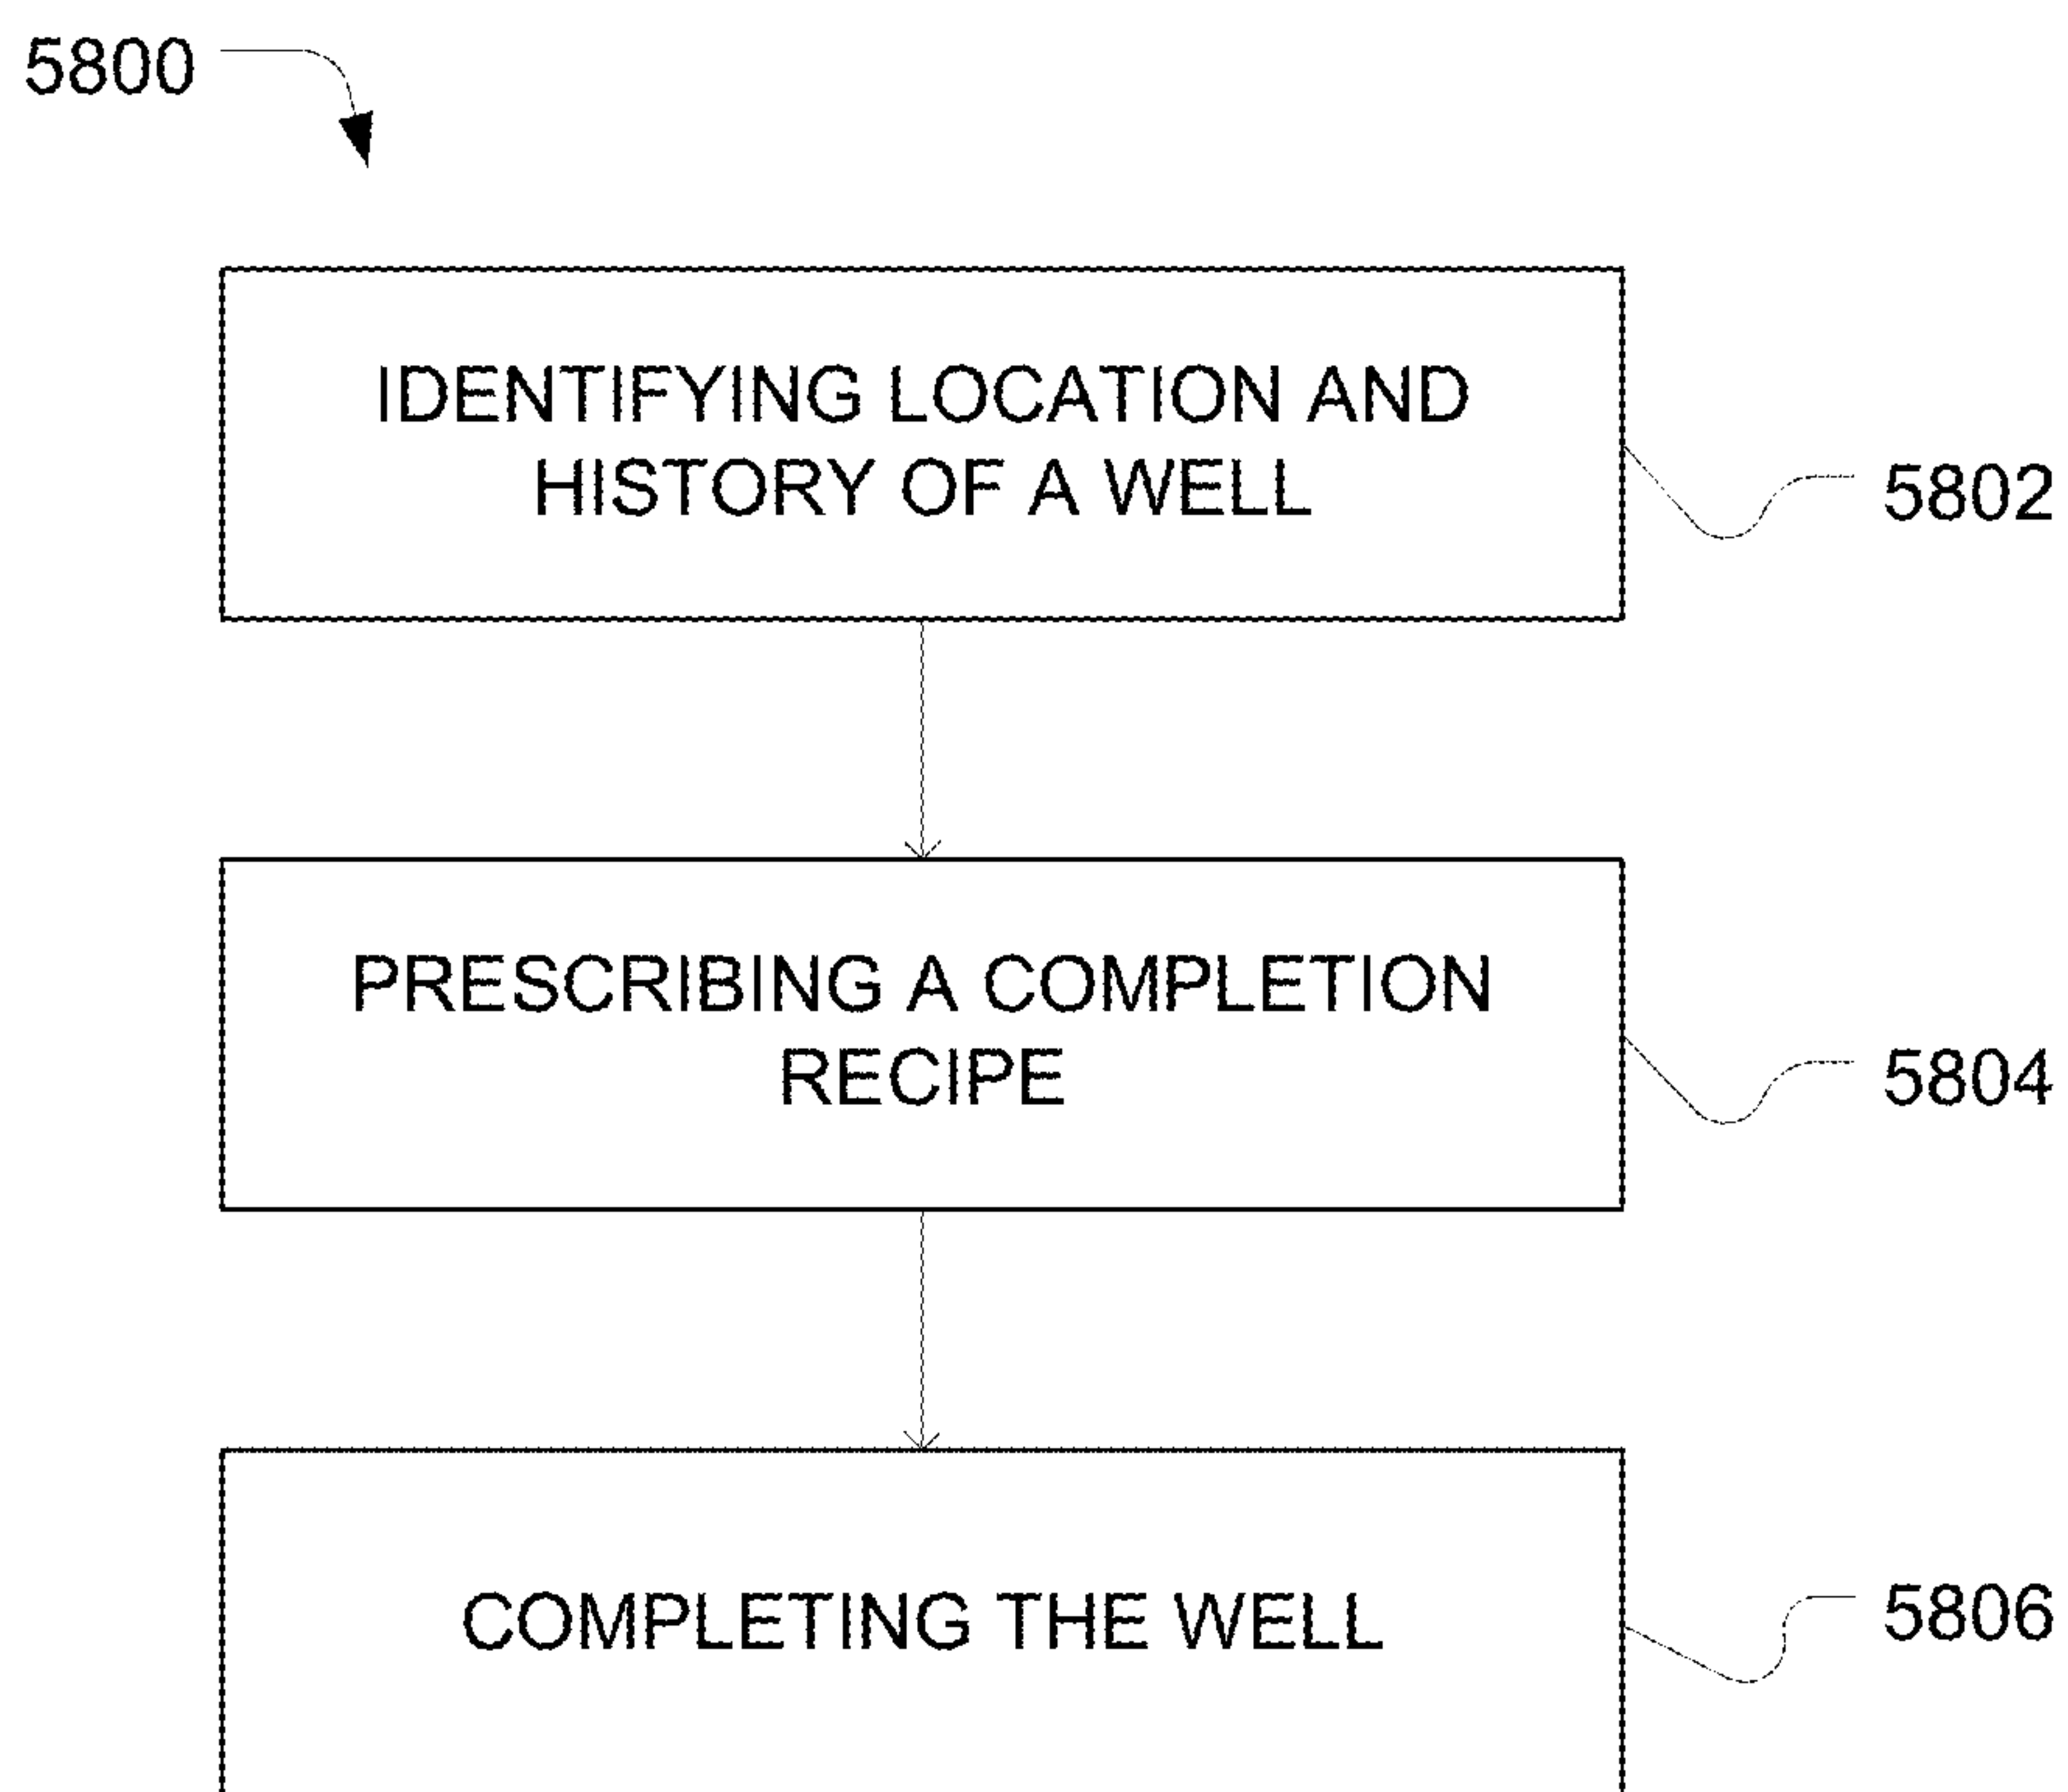 5800
IDENTIFYING LOCATION AND
HISTORY OF A WELL
5802
PRESCRIBING A COMPLETION
RECIPE
5804
COMPLETING THE WELL
5806